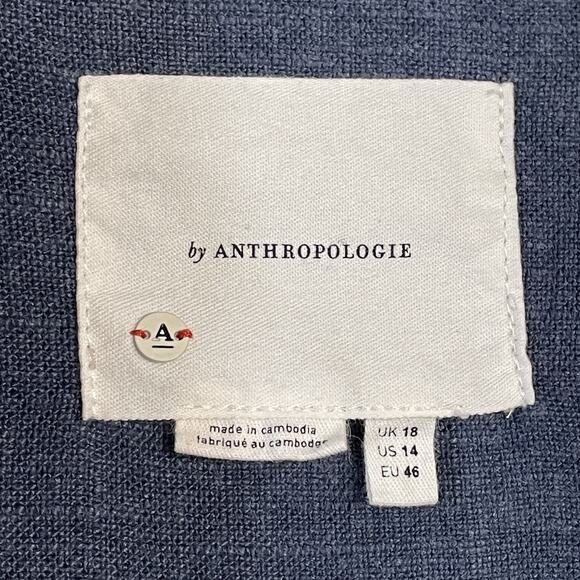 by ANTHROPOLOGIE
A
made in cambodia
fabriqué au cambodge
UK 18
US 14
EU 46